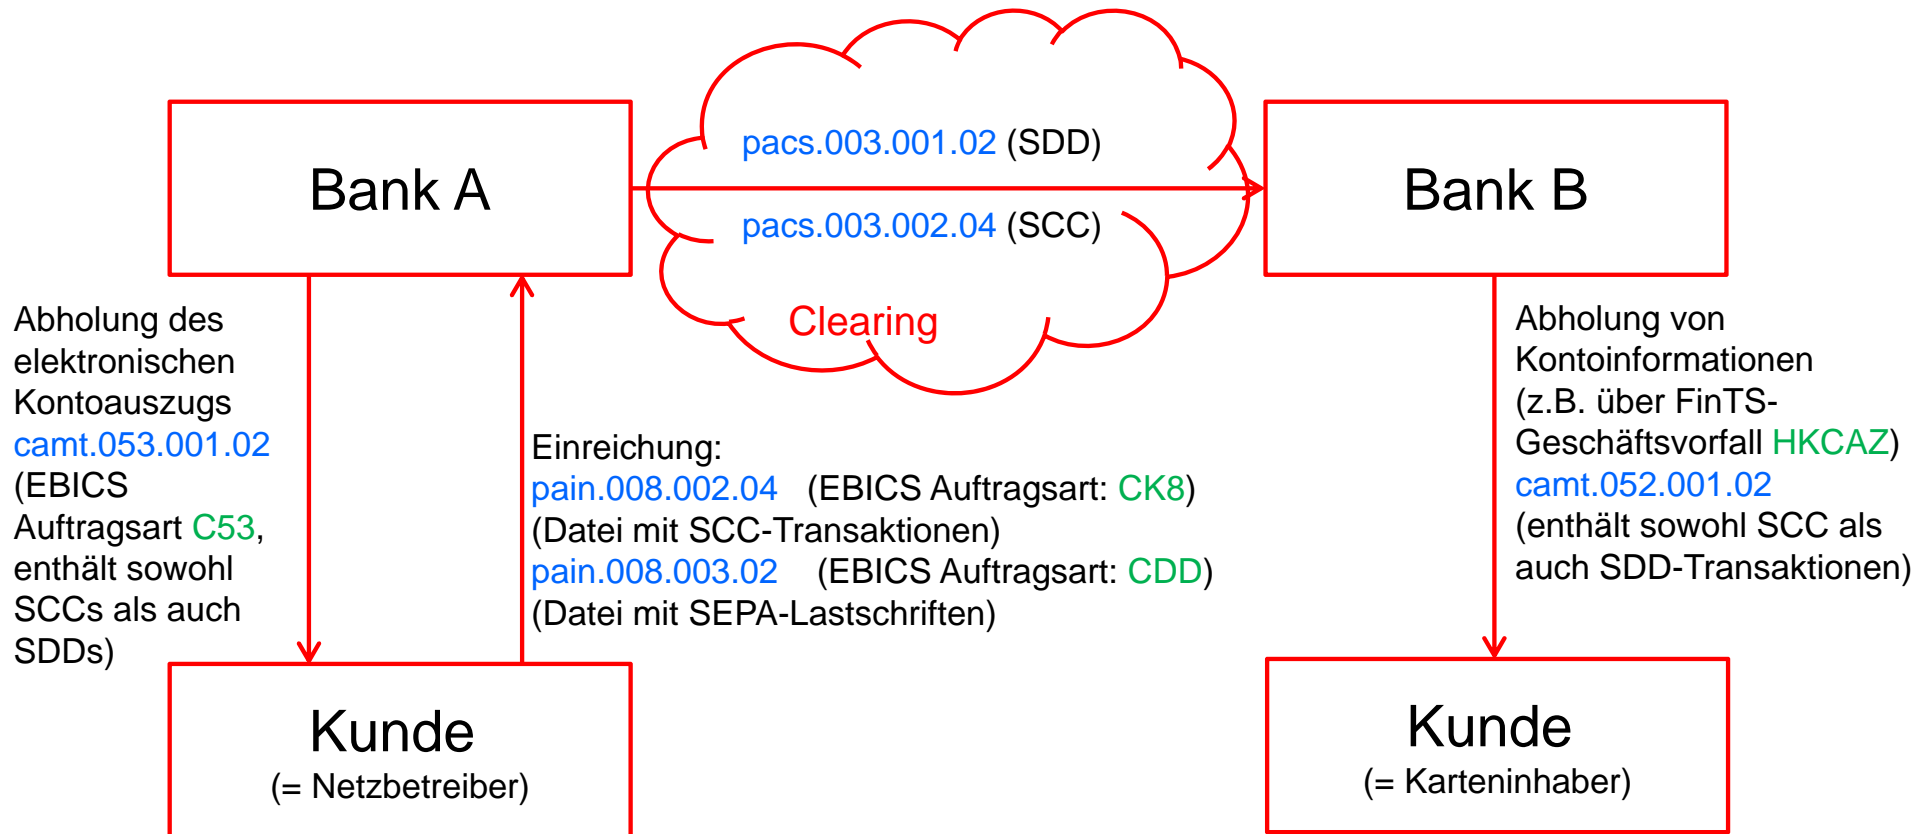 Bank A
pacs.003.001.02 (SDD)
pacs.003.002.04 (SCC)
Clearing
Bank B
Abholung des
elektronischen
Kontoauszugs
camt.053.001.02
(EBICS
Auftragsart C53,
enthält sowohl
SCCs als auch
SDDs)
Einreichung:
pain.008.002.04 (EBICS Auftragsart: CK8)
(Datei mit SCC-Transaktionen)
pain.008.003.02 (EBICS Auftragsart: CDD)
(Datei mit SEPA-Lastschriften)
Abholung von
Kontoinformationen
(z.B. über FinTS-
Geschäftsvorfall HKCAZ)
camt.052.001.02
(enthält sowohl SCC als
auch SDD-Transaktionen)
Kunde
(= Netzbetreiber)
Kunde
(= Karteninhaber)